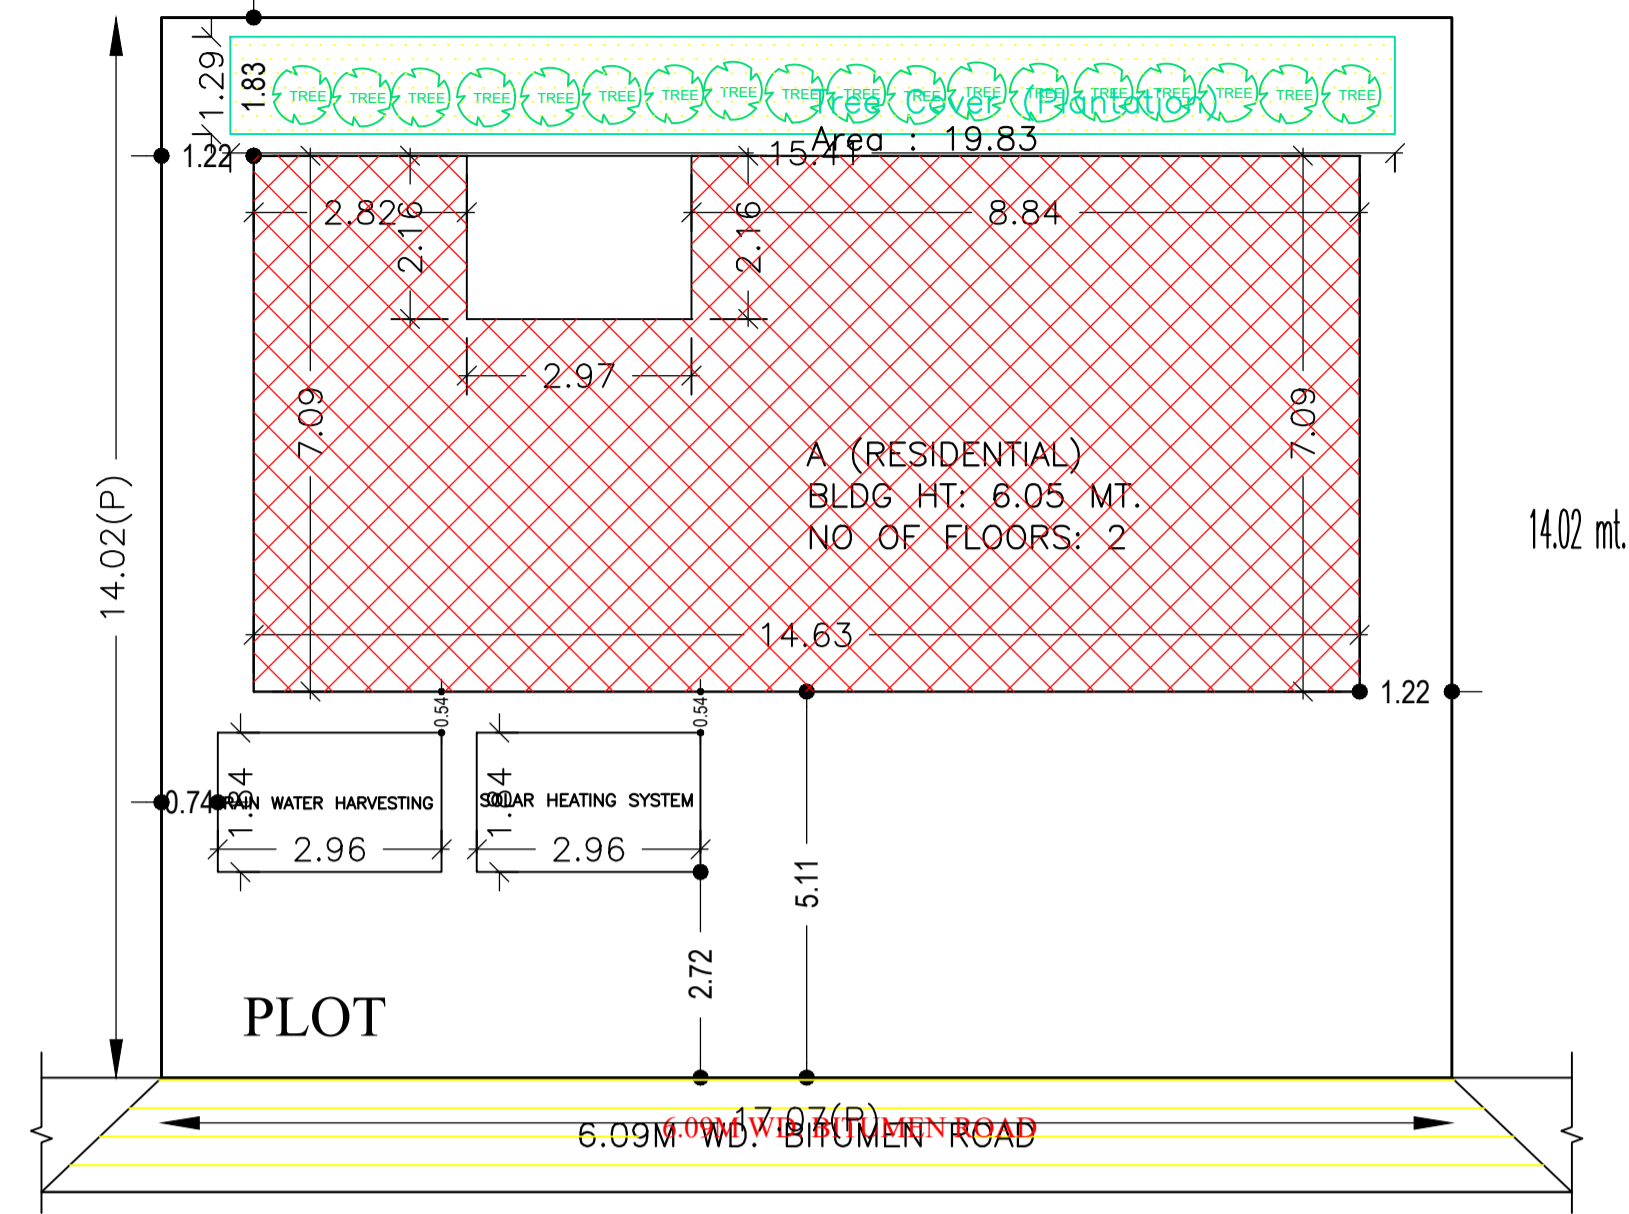 1.29
1.83
TREE TREE TREE TREE TREE TREE TREE TREE TREE TREE TREE TREE TREE TREE TREE TREE TREE TREE
Tree Cover (Plantation)
Area : 19.83
1.22
15.41
2.82
2.16
2.16
8.84
2.97
7.09
7.09
A (RESIDENTIAL)
BLDG HT: 6.05 MT.
NO OF FLOORS: 2
14.02(P)
14.02 mt.
14.63
1.22
0.54
0.54
0.74
1.84
RAIN WATER HARVESTING
2.96
1.84
SOLAR HEATING SYSTEM
2.96
5.11
2.72
PLOT
17.07(P)
6.09M WD. BITUMEN ROAD
6.09M WD. BITUMEN ROAD